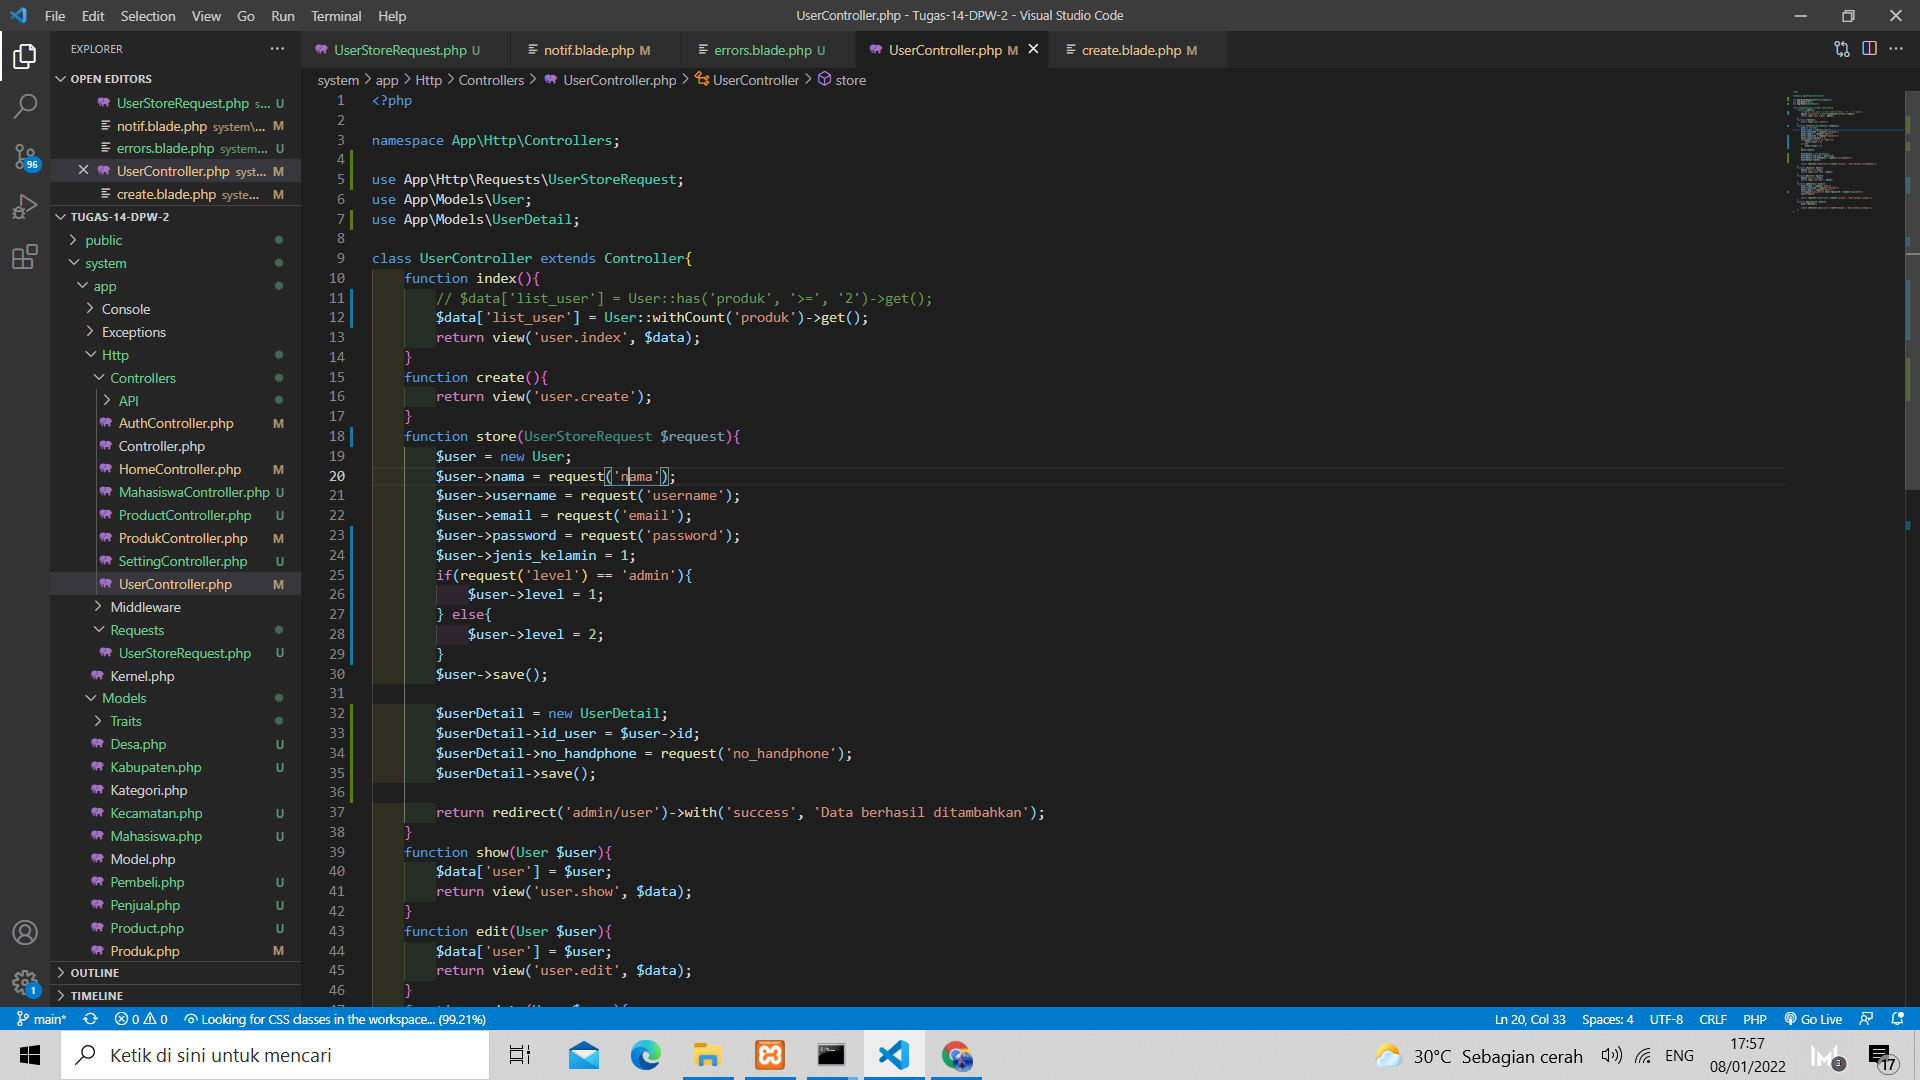 File Edit Selection View Go Run Terminal Help
UserController.php - Tugas-14-DPW-2 - Visual Studio Code
EXPLORER
UserStoreRequest.php U
notif.blade.php M
errors.blade.php U
UserController.php M
create.blade.php M
system > app > Http > Controllers > UserController.php > UserController > store
OPEN EDITORS
UserStoreRequest.php s... U
notif.blade.php system\... M
errors.blade.php system... U
UserController.php syst... M
create.blade.php syste... M
TUGAS-14-DPW-2
public
system
app
Console
Exceptions
Http
Controllers
API
AuthController.php M
Controller.php
HomeController.php M
MahasiswaController.php U
ProductController.php U
ProdukController.php M
SettingController.php U
UserController.php M
Middleware
Requests
UserStoreRequest.php U
Kernel.php
Models
Traits
Desa.php U
Kabupaten.php U
Kategori.php
Kecamatan.php U
Mahasiswa.php U
Model.php
Pembeli.php U
Penjual.php U
Product.php U
Produk.php M
OUTLINE
TIMELINE
96
1
1 <?php
2
3 namespace App\Http\Controllers;
4
5 use App\Http\Requests\UserStoreRequest;
6 use App\Models\User;
7 use App\Models\UserDetail;
8
9 class UserController extends Controller{
10 function index(){
11 // $data['list_user'] = User::has('produk', '>=', '2')->get();
12 $data['list_user'] = User::withCount('produk')->get();
13 return view('user.index', $data);
14 }
15 function create(){
16 return view('user.create');
17 }
18 function store(UserStoreRequest $request){
19 $user = new User;
20 $user->nama = request('nama');
21 $user->username = request('username');
22 $user->email = request('email');
23 $user->password = request('password');
24 $user->jenis_kelamin = 1;
25 if(request('level') == 'admin'){
26 $user->level = 1;
27 } else{
28 $user->level = 2;
29 }
30 $user->save();
31
32 $userDetail = new UserDetail;
33 $userDetail->id_user = $user->id;
34 $userDetail->no_handphone = request('no_handphone');
35 $userDetail->save();
36
37 return redirect('admin/user')->with('success', 'Data berhasil ditambahkan');
38 }
39 function show(User $user){
40 $data['user'] = $user;
41 return view('user.show', $data);
42 }
43 function edit(User $user){
44 $data['user'] = $user;
45 return view('user.edit', $data);
46 }
main* 0 0 Looking for CSS classes in the workspace... (99.21%)
Ln 20, Col 33 Spaces: 4 UTF-8 CRLF PHP Go Live
Ketik di sini untuk mencari
30°C Sebagian cerah ENG
17:57
08/01/2022
3
17